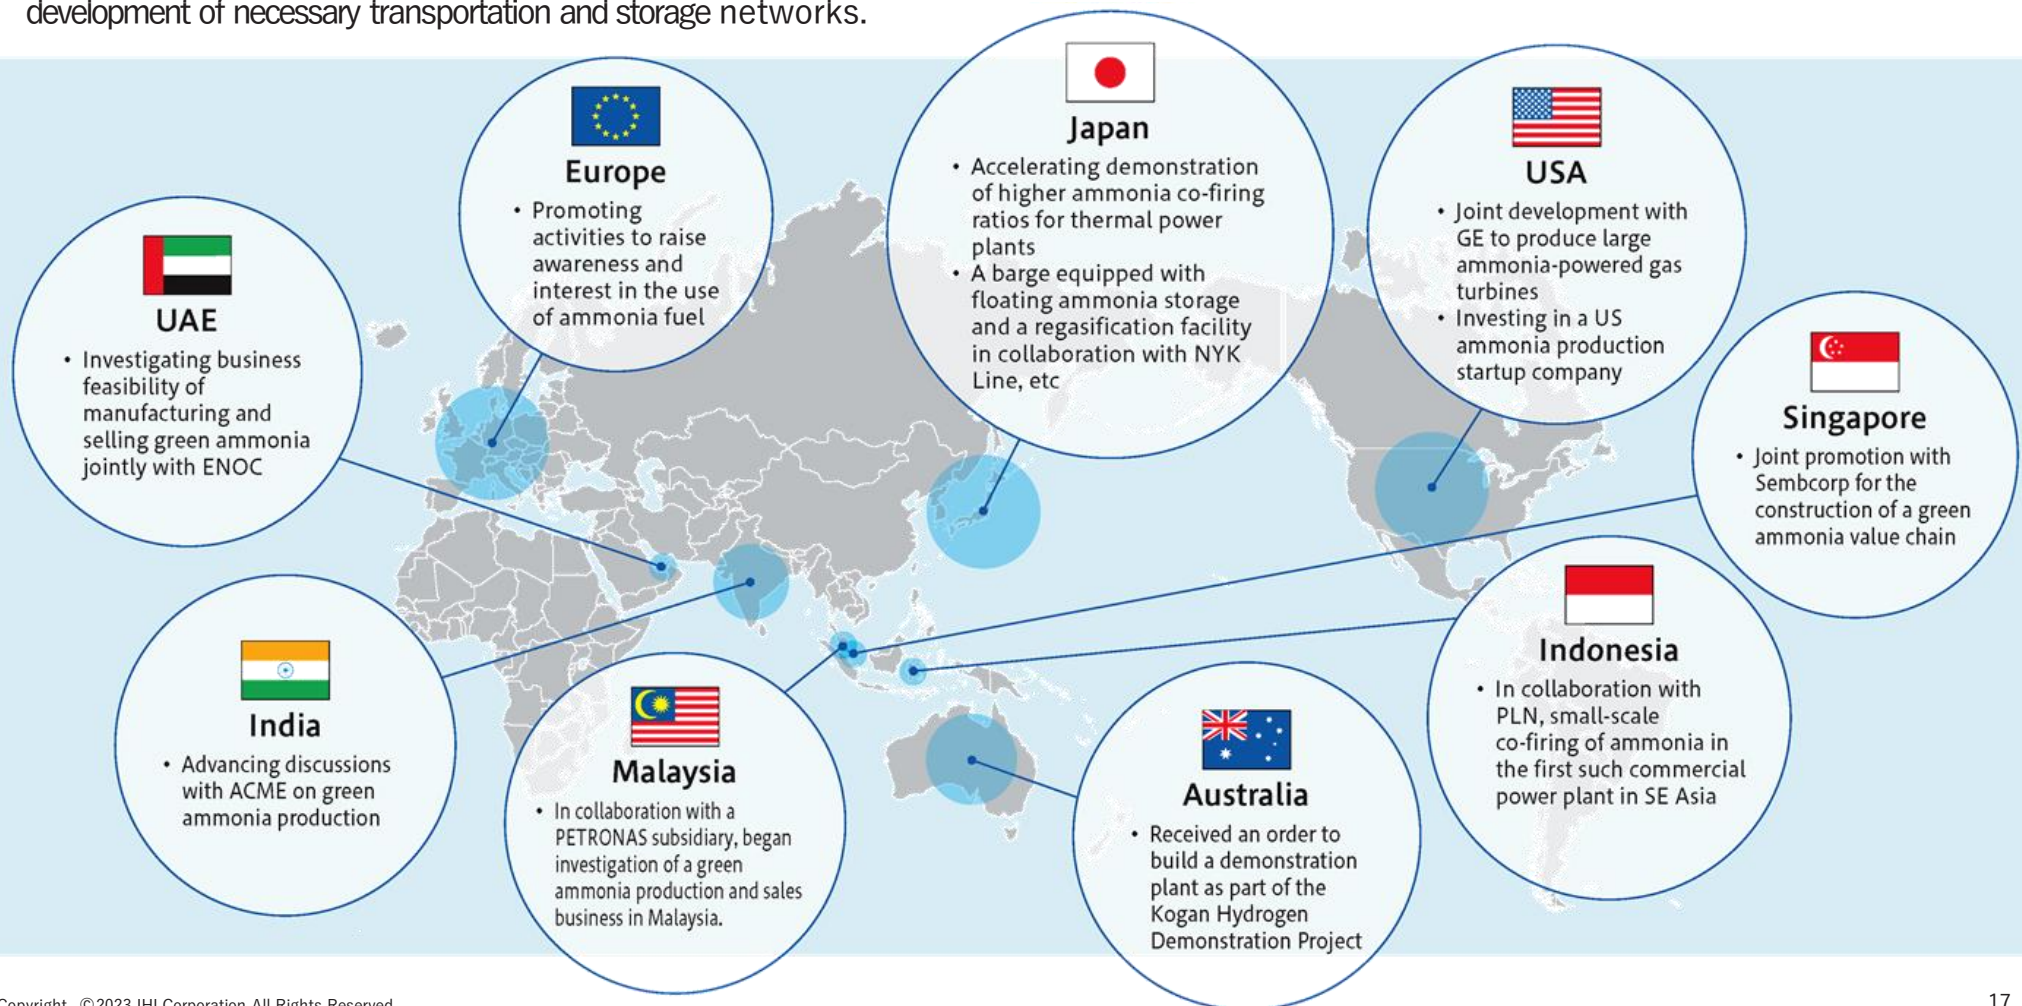 development of necessary transportation and storage networks.
Japan
• Accelerating demonstration
of higher ammonia co-firing
ratios for thermal power
plants
• A barge equipped with
floating ammonia storage
and a regasification facility
in collaboration with NYK
Line, etc
Europe
• Promoting
activities to raise
awareness and
interest in the use
of ammonia fuel
USA
• Joint development with
GE to produce large
ammonia-powered gas
turbines
• Investing in a US
ammonia production
startup company
UAE
• Investigating business
feasibility of
manufacturing and
selling green ammonia
jointly with ENOC
Singapore
• Joint promotion with
Sembcorp for the
construction of a green
ammonia value chain
Indonesia
• In collaboration with
PLN, small-scale
co-firing of ammonia in
the first such commercial
power plant in SE Asia
India
• Advancing discussions
with ACME on green
ammonia production
Malaysia
• In collaboration with a
PETRONAS subsidiary, began
investigation of a green
ammonia production and sales
business in Malaysia.
Australia
• Received an order to
build a demonstration
plant as part of the
Kogan Hydrogen
Demonstration Project
Copyright ©2023 IHI Corporation All Rights Reserved
17